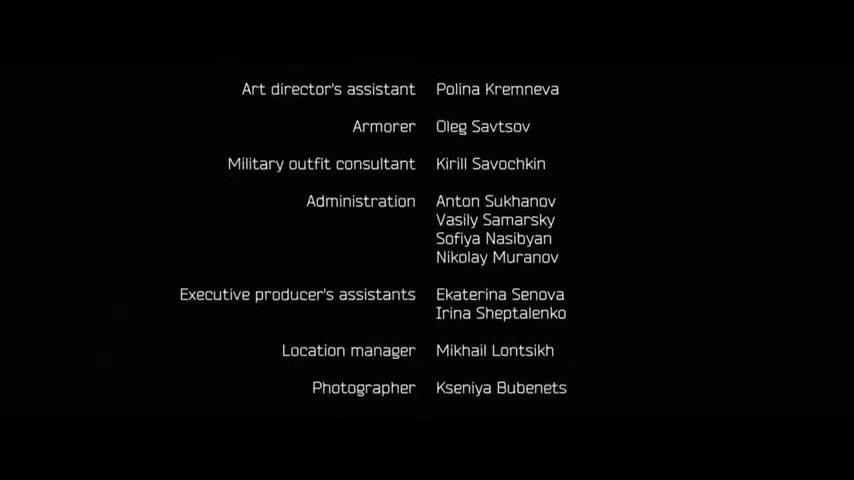 Art director's assistant Polina Kremneva
Armorer Oleg Savtsov
Military outfit consultant Kirill Savochkin
Administration Anton Sukhanov
Vasily Samarsky
Sofiya Nasibyan
Nikolay Muranov
Executive producer's assistants Ekaterina Senova
Irina Sheptalenko
Location manager Mikhail Lontsikh
Photographer Kseniya Bubenets